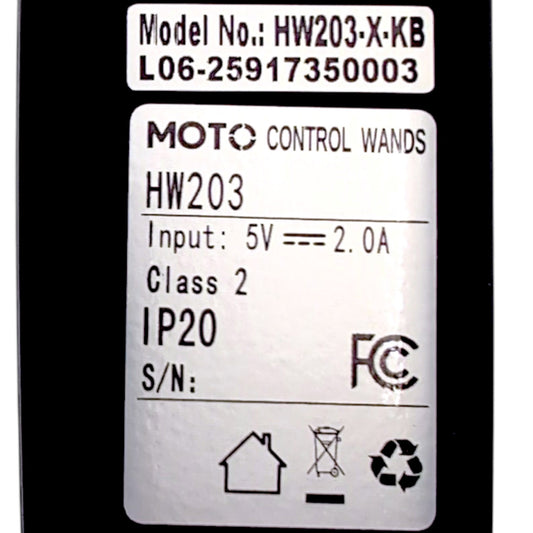 Model No.: HW203-X-KB
L06-25917350003
MOTO CONTROL WANDS
HW203
Input: 5V ⎓ 2.0A
Class 2
IP20
S/N:
FC